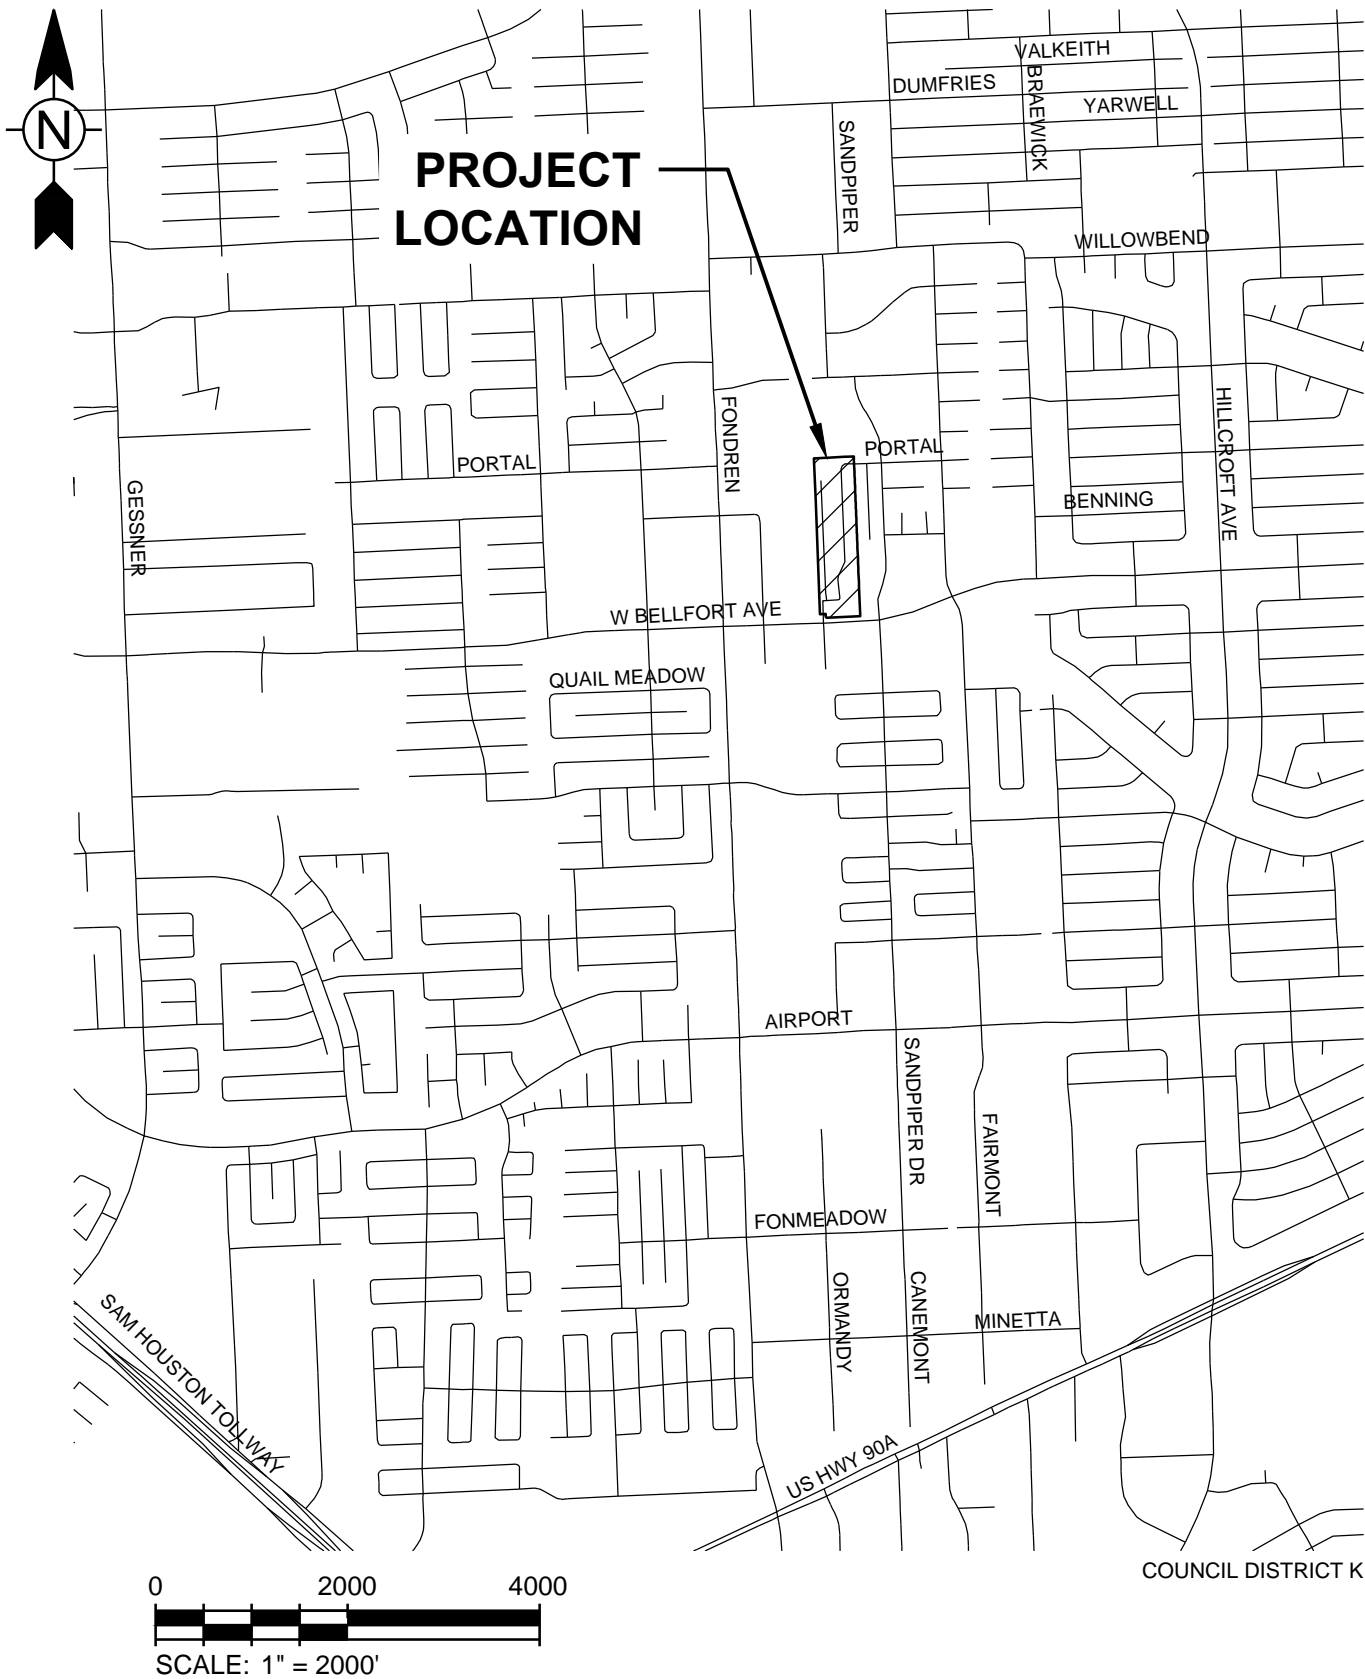 N
VALKEITH
DUMFRIES
BRAEWICK
YARWELL
SANDPIPER
PROJECT
LOCATION
WILLOWBEND
FONDREN
HILLCROFT AVE
PORTAL
PORTAL
GESSNER
BENNING
W BELLFORT AVE
QUAIL MEADOW
AIRPORT
SANDPIPER DR
FAIRMONT
FONMEADOW
ORMANDY
CANEMONT
MINETTA
SAM HOUSTON TOLLWAY
US HWY 90A
COUNCIL DISTRICT K
0 2000 4000
SCALE: 1" = 2000'